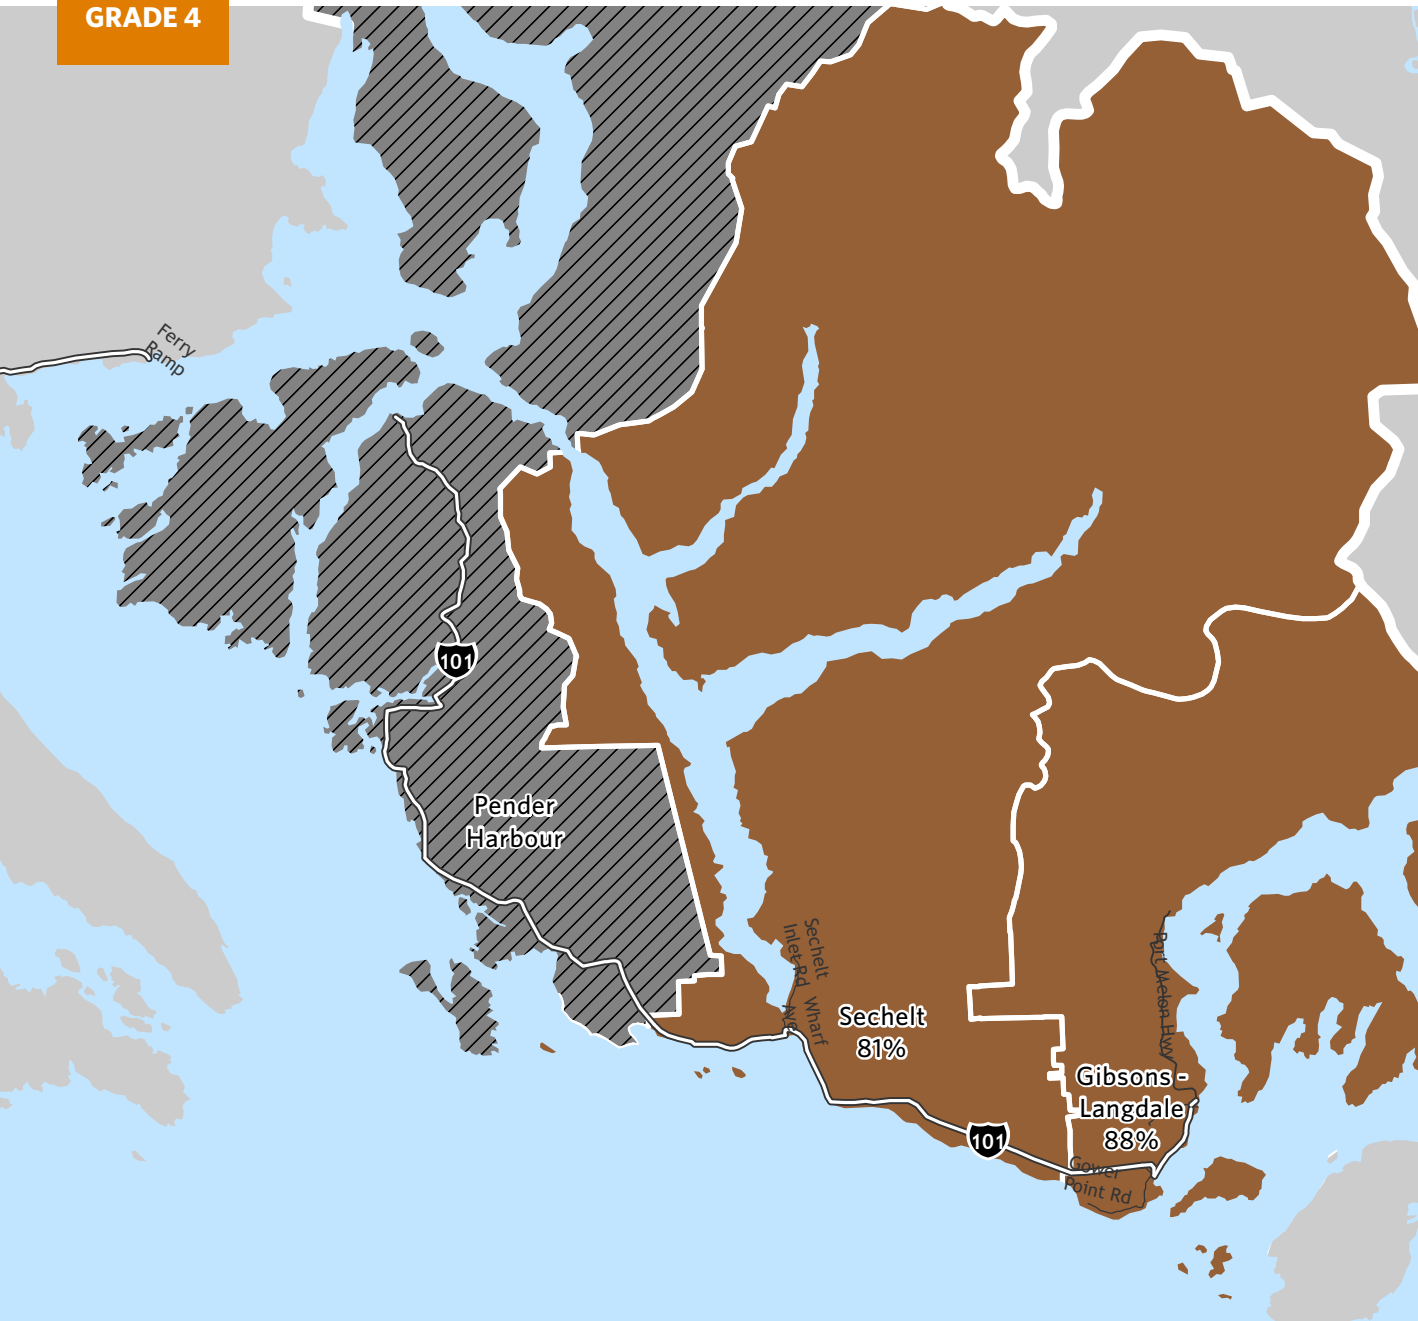 GRADE 4
Ferry
Ramp
101
Pender
Harbour
Sechelt
Inlet Rd
Wharf
Ave
Sechelt
81%
Port Melon Hwy
Gibsons -
Langdale
88%
101
Gower
Point Rd